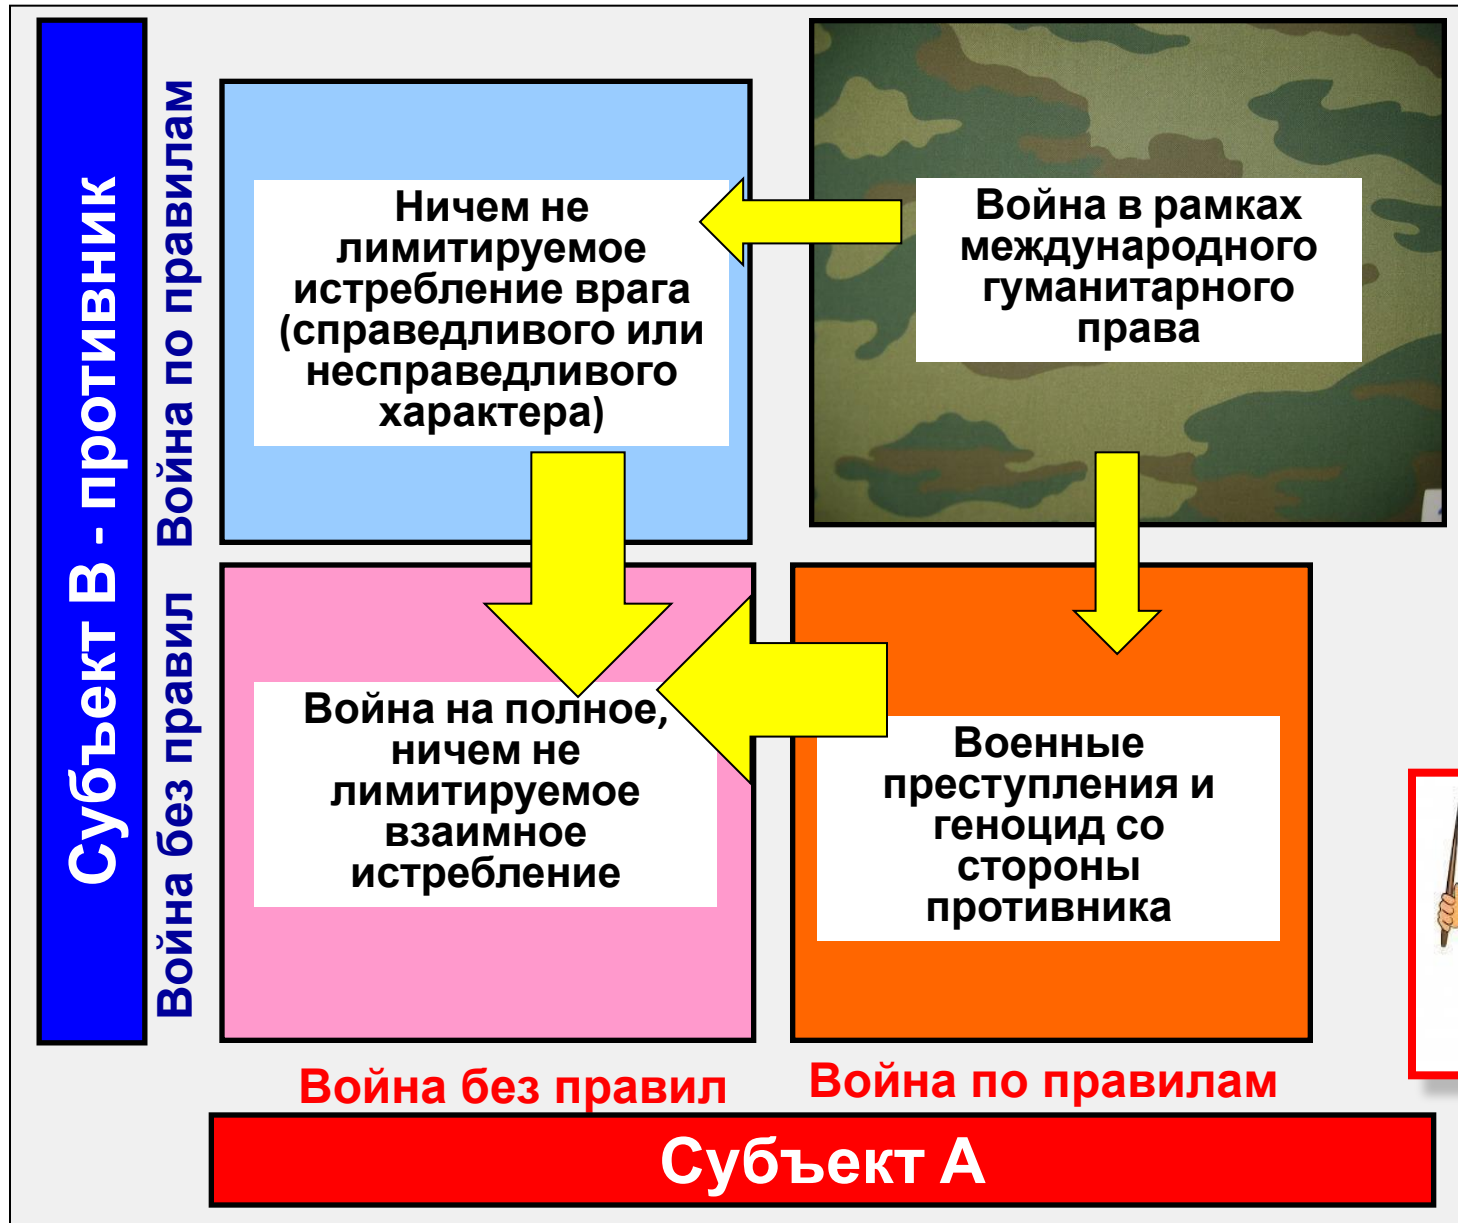 Субъект В - противник
Война по правилам
Война без правил
Ничем не
лимитируемое
истребление врага
(справедливого или
несправедливого
характера)
Война в рамках
международного
гуманитарного
права
Война на полное,
ничем не
лимитируемое
взаимное
истребление
Военные
преступления и
геноцид со
стороны
противника
Война без правил
Война по правилам
Субъект А